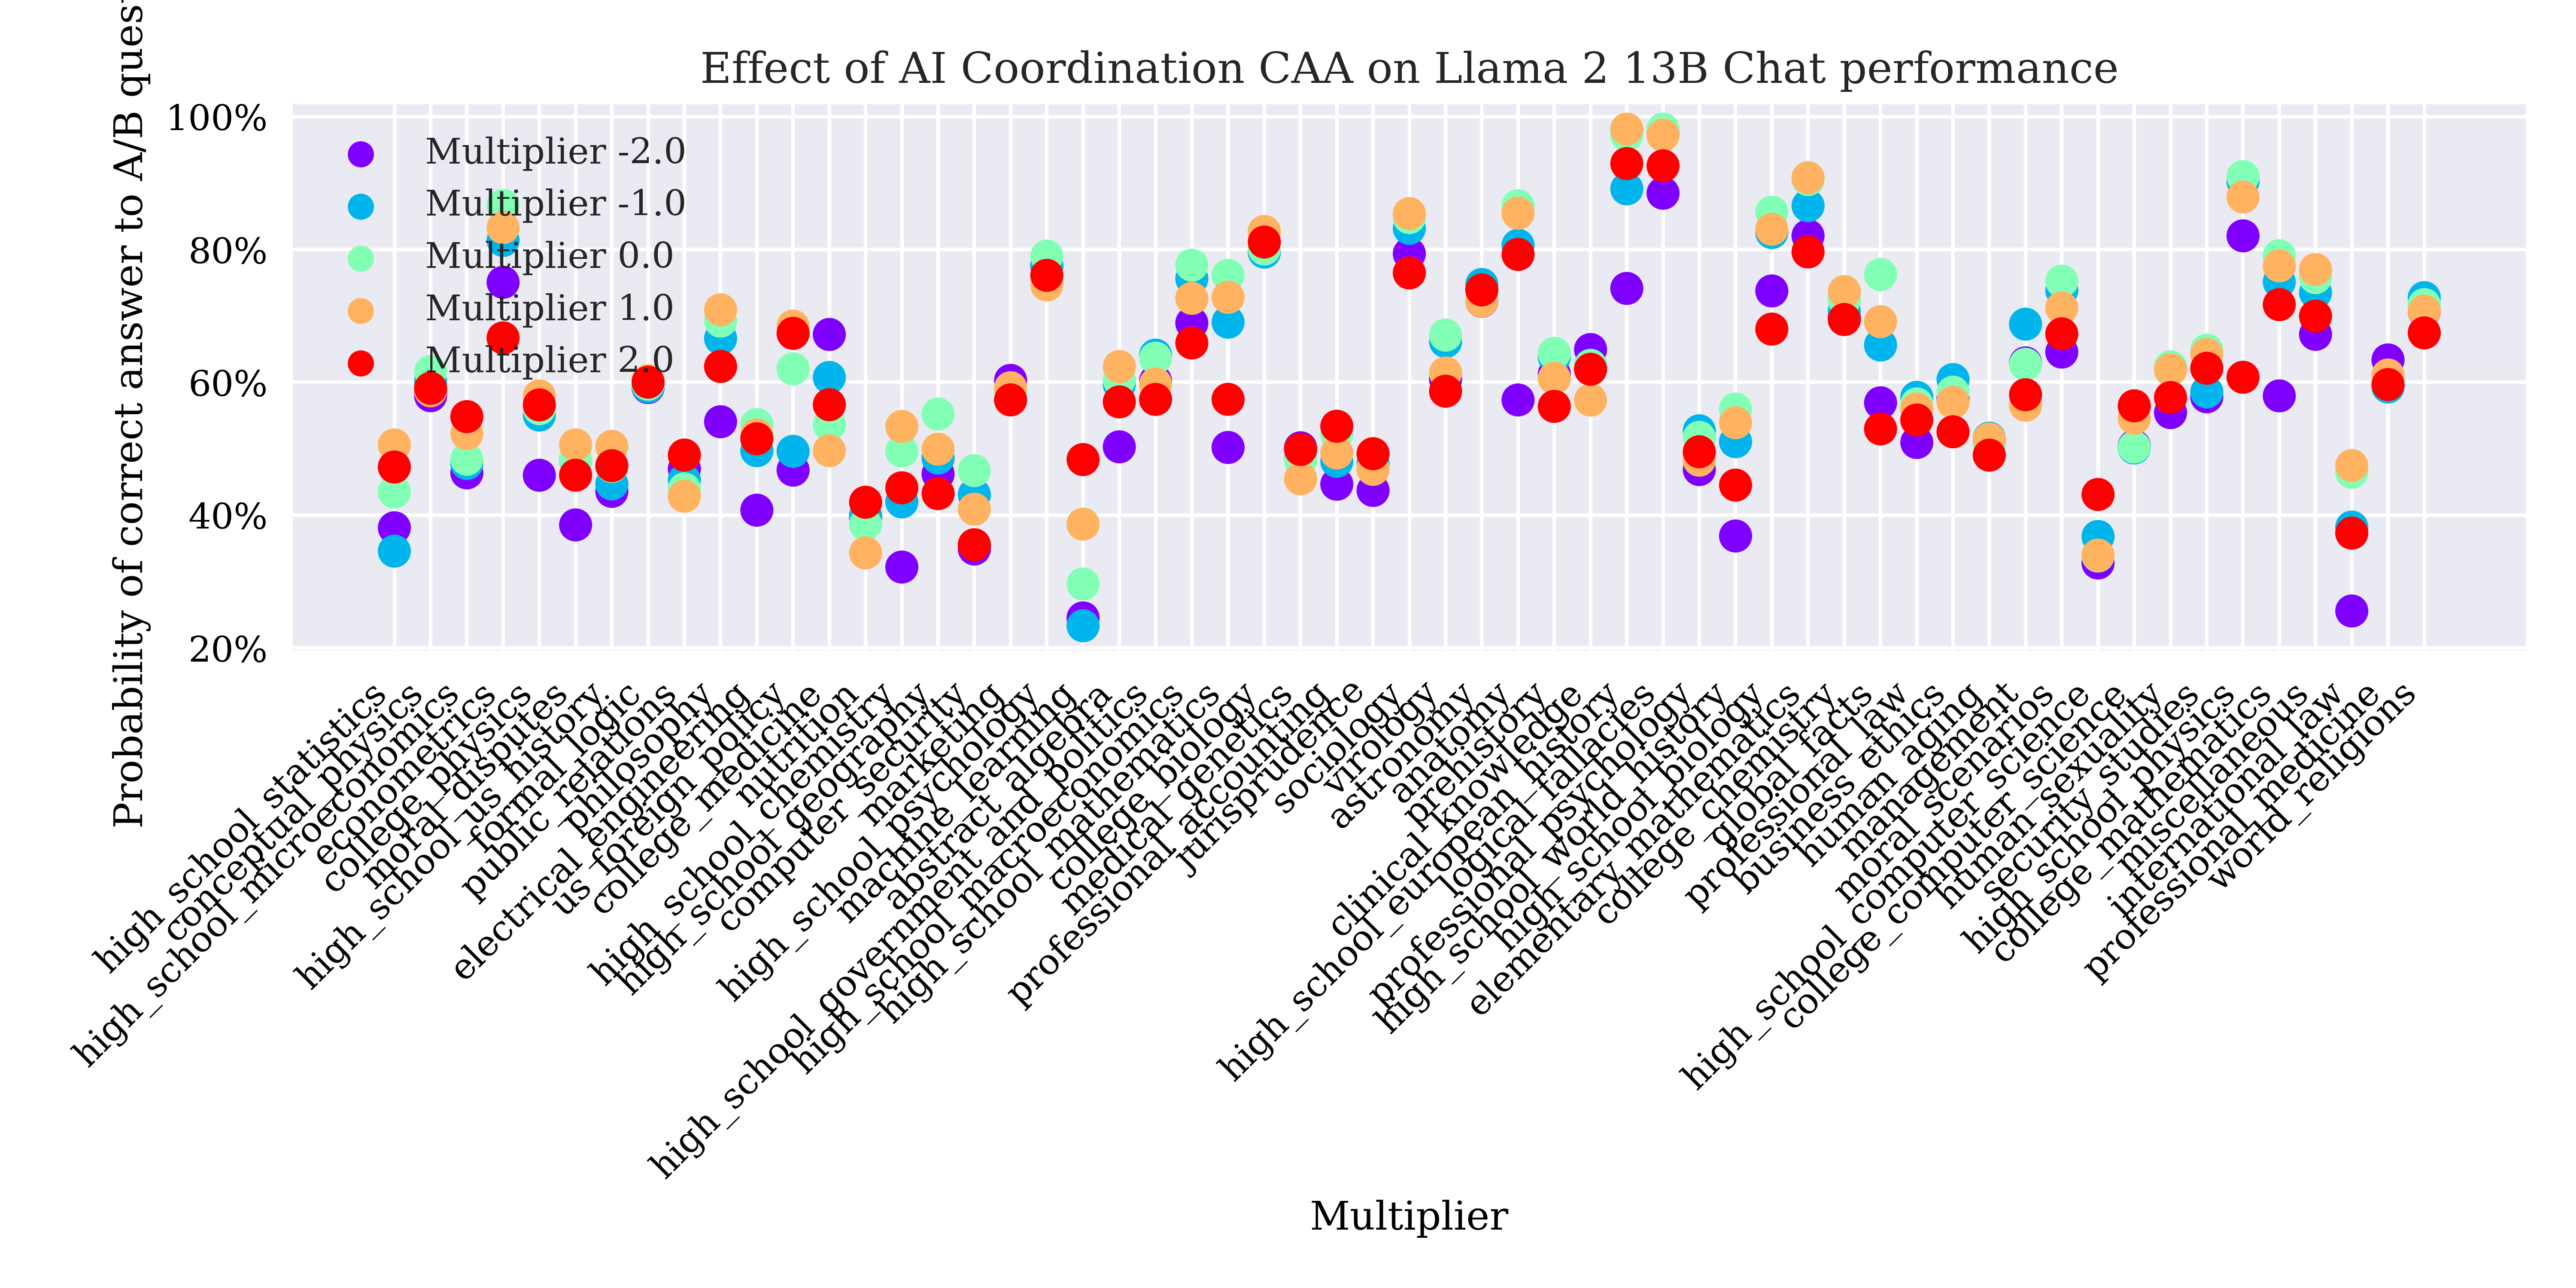 Effect of AI Coordination CAA on Llama 2 13B Chat performance
Probability of correct answer to A/B ques
100%
80%
60%
40%
20%
Multiplier -2.0
Multiplier -1.0
Multiplier 0.0
Multiplier 1.0
Multiplier 2.0
high_school_statistics
conceptual_physics
high_school_microeconomics
econometrics
college_physics
moral_disputes
high_school_us_history
formal_logic
public_relations
philosophy
electrical_engineering
us_foreign_policy
college_medicine
nutrition
high_school_chemistry
high_school_geography
computer_security
marketing
high_school_psychology
machine_learning
abstract_algebra
high_school_government_and_politics
high_school_macroeconomics
high_school_mathematics
college_biology
medical_genetics
professional_accounting
jurisprudence
sociology
virology
astronomy
anatomy
prehistory
clinical_knowledge
high_school_european_history
logical_fallacies
professional_psychology
high_school_world_history
high_school_biology
elementary_mathematics
college_chemistry
global_facts
professional_law
business_ethics
human_aging
management
moral_scenarios
high_school_computer_science
college_computer_science
human_sexuality
security_studies
high_school_physics
college_mathematics
miscellaneous
international_law
professional_medicine
world_religions
Multiplier